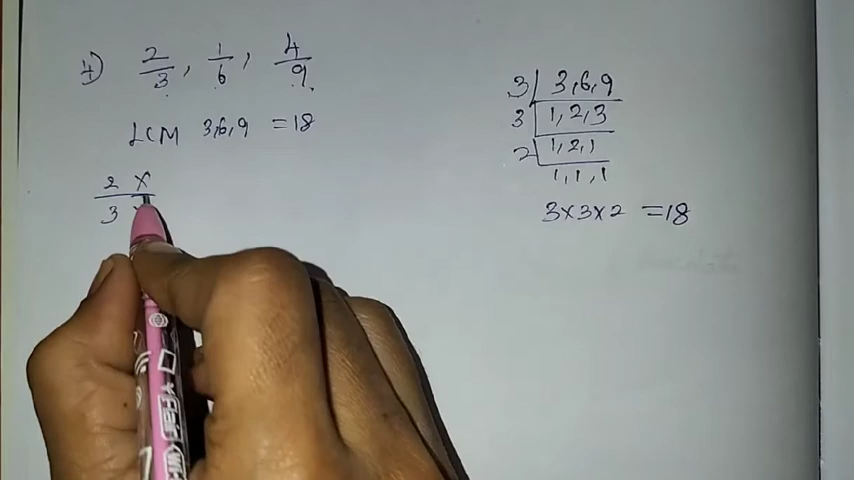 4) 2/3, 1/6, 4/9
LCM 3,6,9 = 18
2 ×
3 ×
3 | 3,6,9
3 | 1,2,3
2 | 1,2,1
1,1,1
3×3×2 = 18